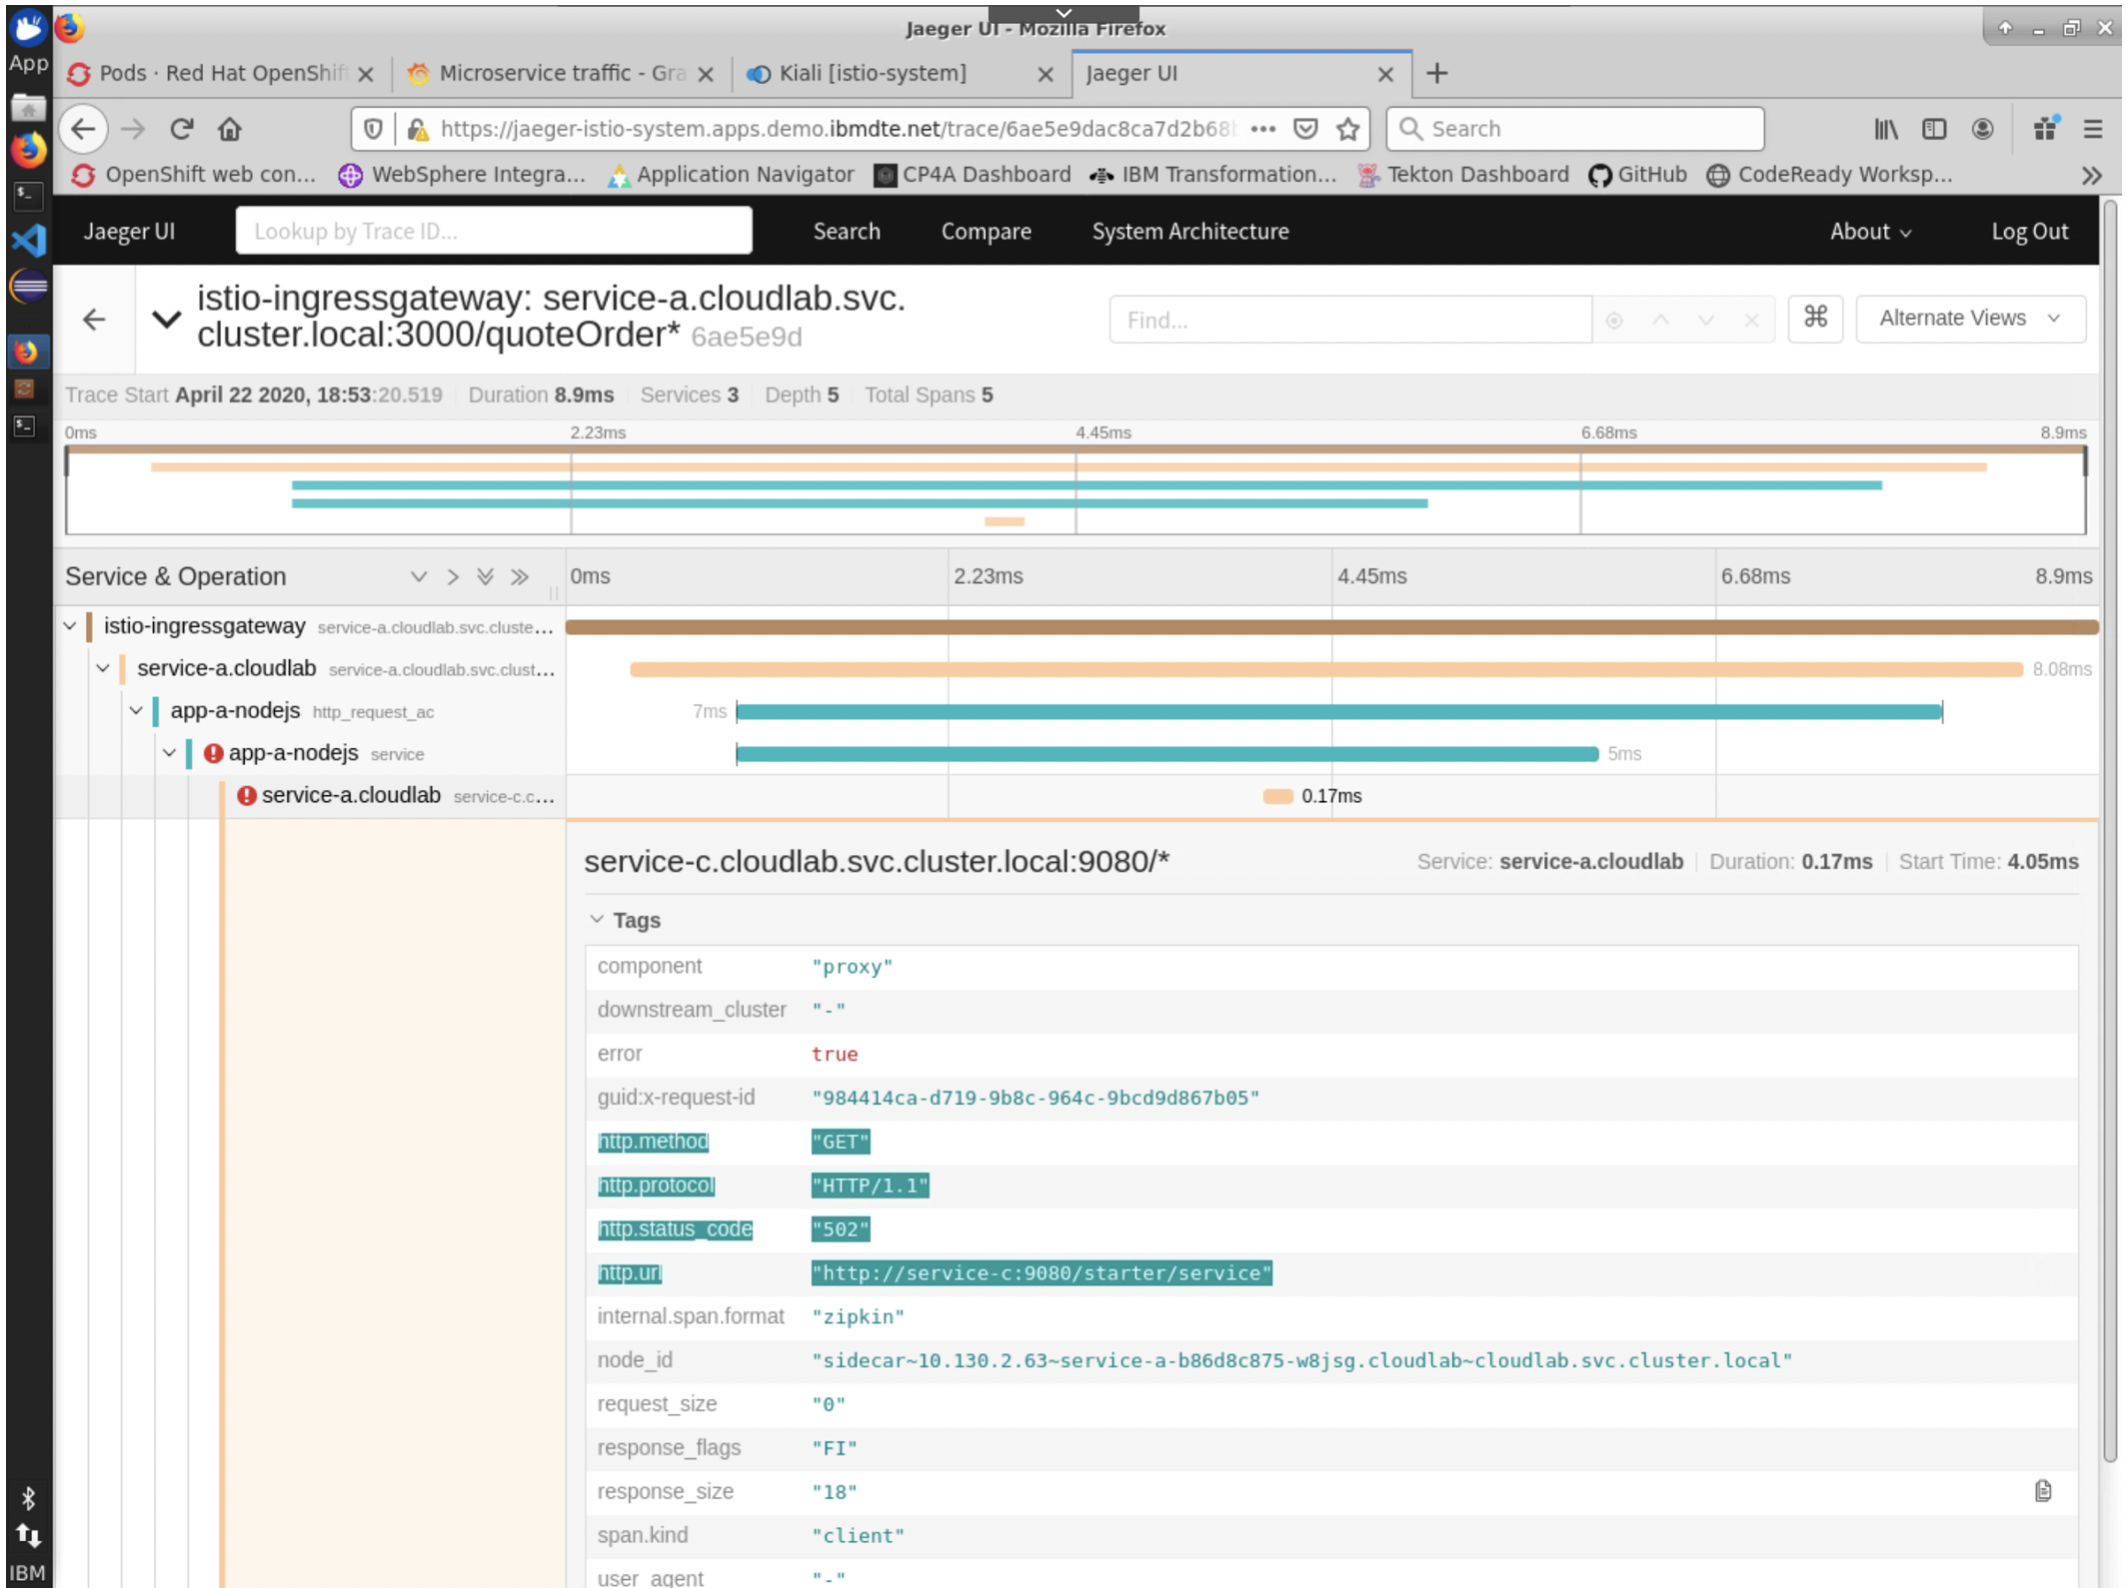 Jaeger UI - Mozilla Firefox
App
Pods · Red Hat OpenShif
Microservice traffic - Gra
Kiali [istio-system]
Jaeger UI
https://jaeger-istio-system.apps.demo.ibmdte.net/trace/6ae5e9dac8ca7d2b68
Search
OpenShift web con...
WebSphere Integra...
Application Navigator
CP4A Dashboard
IBM Transformation...
Tekton Dashboard
GitHub
CodeReady Worksp...
Jaeger UI
Lookup by Trace ID...
Search
Compare
System Architecture
About
Log Out
istio-ingressgateway: service-a.cloudlab.svc.
cluster.local:3000/quoteOrder* 6ae5e9d
Find...
Alternate Views
Trace Start April 22 2020, 18:53:20.519 Duration 8.9ms Services 3 Depth 5 Total Spans 5
0ms 2.23ms 4.45ms 6.68ms 8.9ms
Service & Operation 0ms 2.23ms 4.45ms 6.68ms 8.9ms
istio-ingressgateway service-a.cloudlab.svc.cluste...
service-a.cloudlab service-a.cloudlab.svc.clust... 8.08ms
app-a-nodejs http_request_ac 7ms
app-a-nodejs service 5ms
service-a.cloudlab service-c.c... 0.17ms
service-c.cloudlab.svc.cluster.local:9080/* Service: service-a.cloudlab Duration: 0.17ms Start Time: 4.05ms
Tags
component "proxy"
downstream_cluster "-"
error true
guid:x-request-id "984414ca-d719-9b8c-964c-9bcd9d867b05"
http.method "GET"
http.protocol "HTTP/1.1"
http.status_code "502"
http.url "http://service-c:9080/starter/service"
internal.span.format "zipkin"
node_id "sidecar~10.130.2.63~service-a-b86d8c875-w8jsg.cloudlab~cloudlab.svc.cluster.local"
request_size "0"
response_flags "FI"
response_size "18"
span.kind "client"
user_agent "-"
IBM